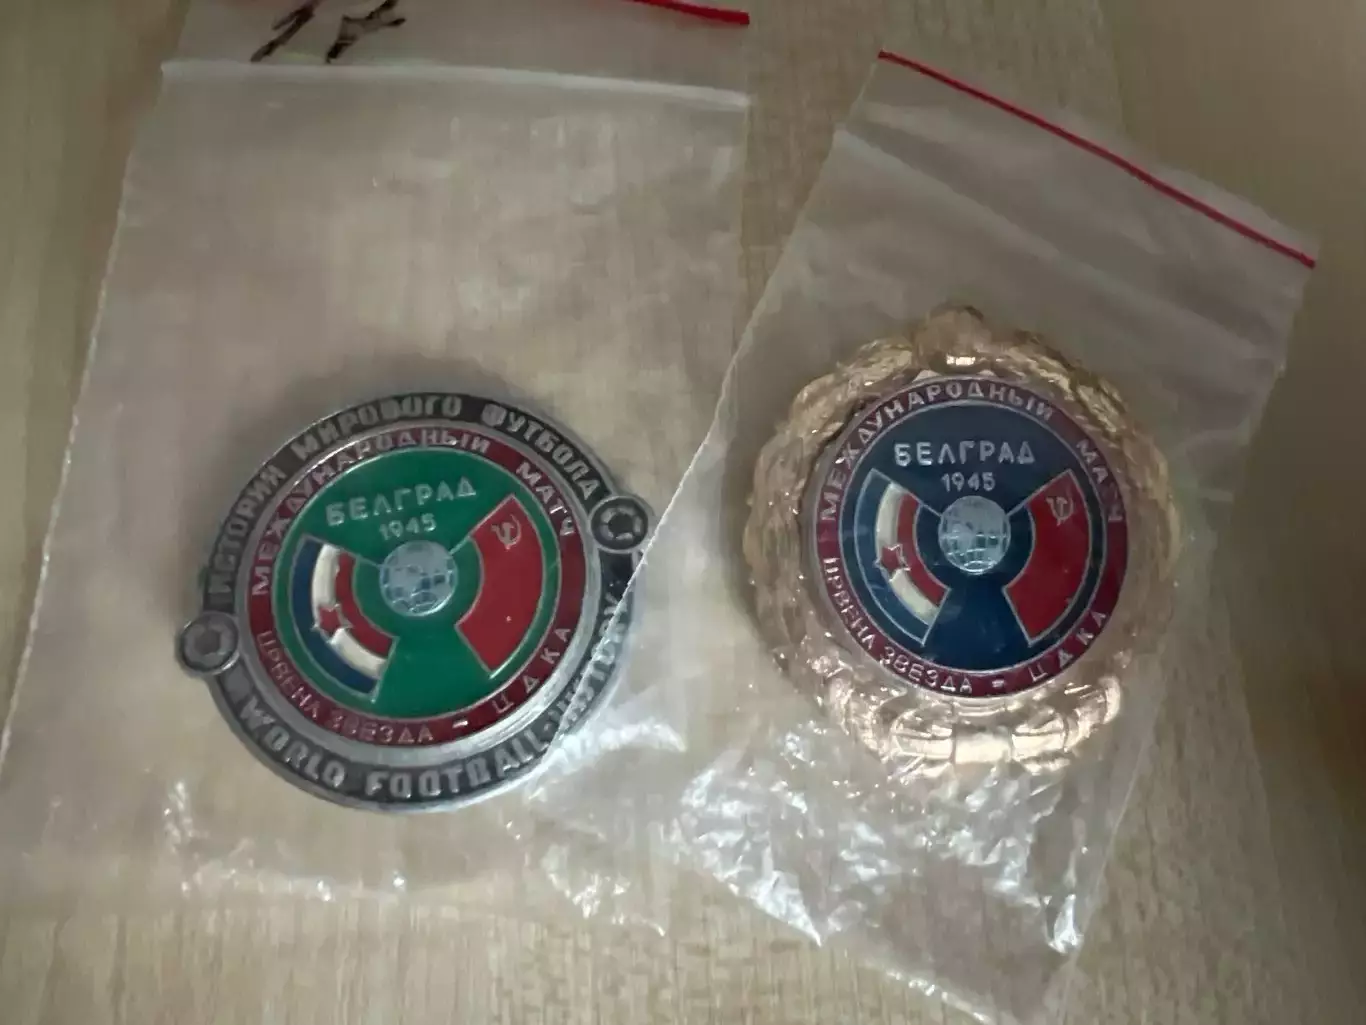 ИСТОРИЯ МИРОВОГО ФУТБОЛА
МЕЖДУНАРОДНЫЙ МАТЧ
БЕЛГРАД
1945
ЦРВЕНА ЗВЕЗДА - ЦДКА
WORLD FOOTBALL HISTORY
МЕЖДУНАРОДНЫЙ МАТЧ
БЕЛГРАД
1945
ЦРВЕНА ЗВЕЗДА - ЦДКА